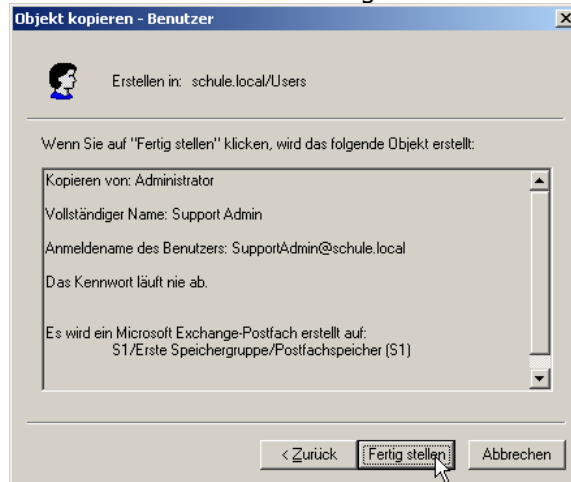 Objekt kopieren - Benutzer
Erstellen in: schule.local/Users
Wenn Sie auf "Fertig stellen" klicken, wird das folgende Objekt erstellt:
Kopieren von: Administrator
Vollständiger Name: Support Admin
Anmeldename des Benutzers: SupportAdmin@schule.local
Das Kennwort läuft nie ab.
Es wird ein Microsoft Exchange-Postfach erstellt auf:
S1/Erste Speichergruppe/Postfachspeicher (S1)
< Zurück Fertig stellen Abbrechen